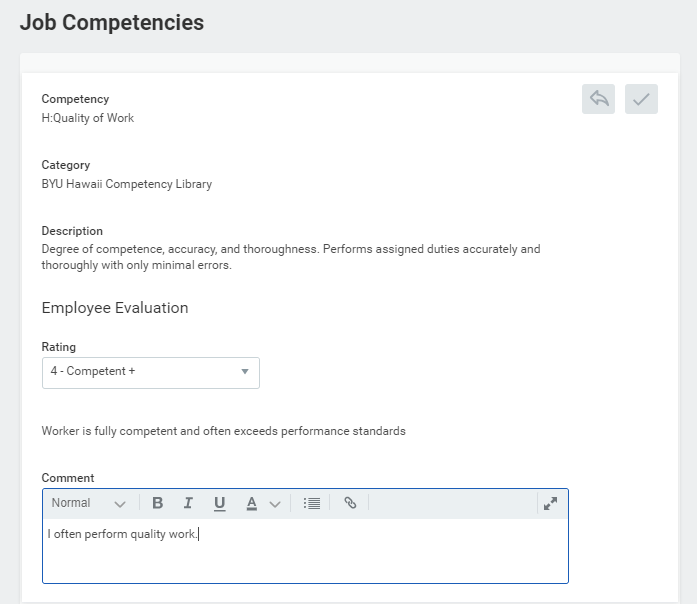 Job Competencies
Competency
H:Quality of Work
Category
BYU Hawaii Competency Library
Description
Degree of competence, accuracy, and thoroughness. Performs assigned duties accurately and
thoroughly with only minimal errors.
Employee Evaluation
Rating
4 - Competent +
Worker is fully competent and often exceeds performance standards
Comment
Normal B I U A
I often perform quality work.